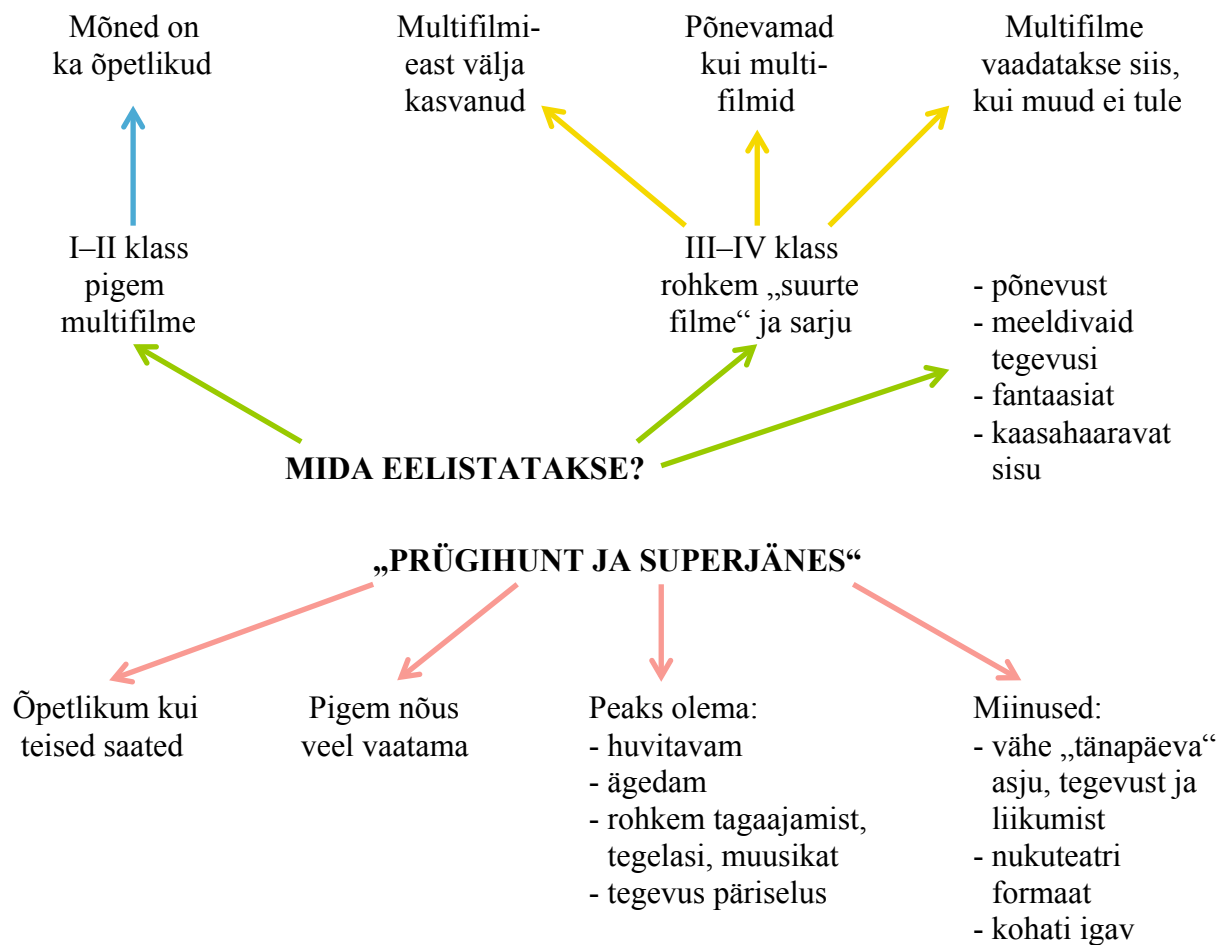 Mõned on
ka õpetlikud
Multifilmi-
east välja
kasvanud
Põnevamad
kui multi-
filmid
Multifilme
vaadatakse siis,
kui muud ei tule
I–II klass
pigem
multifilme
III–IV klass
rohkem „suurte
filme“ ja sarju
- põnevust
- meeldivaid
tegevusi
- fantaasiat
- kaasahaaravat
sisu
MIDA EELISTATAKSE?
„PRÜGIHUNT JA SUPERJÄNES“
Õpetlikum kui
teised saated
Pigem nõus
veel vaatama
Peaks olema:
- huvitavam
- ägedam
- rohkem tagaajamist,
tegelasi, muusikat
- tegevus päriselus
Miinused:
- vähe „tänapäeva“
asju, tegevust ja
liikumist
- nukuteatri
formaat
- kohati igav